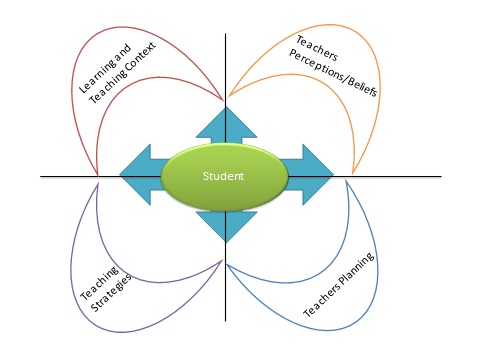 Learning and
Teaching Context
Teachers
Perceptions/Beliefs
Student
Teaching
Strategies
Teachers Planning